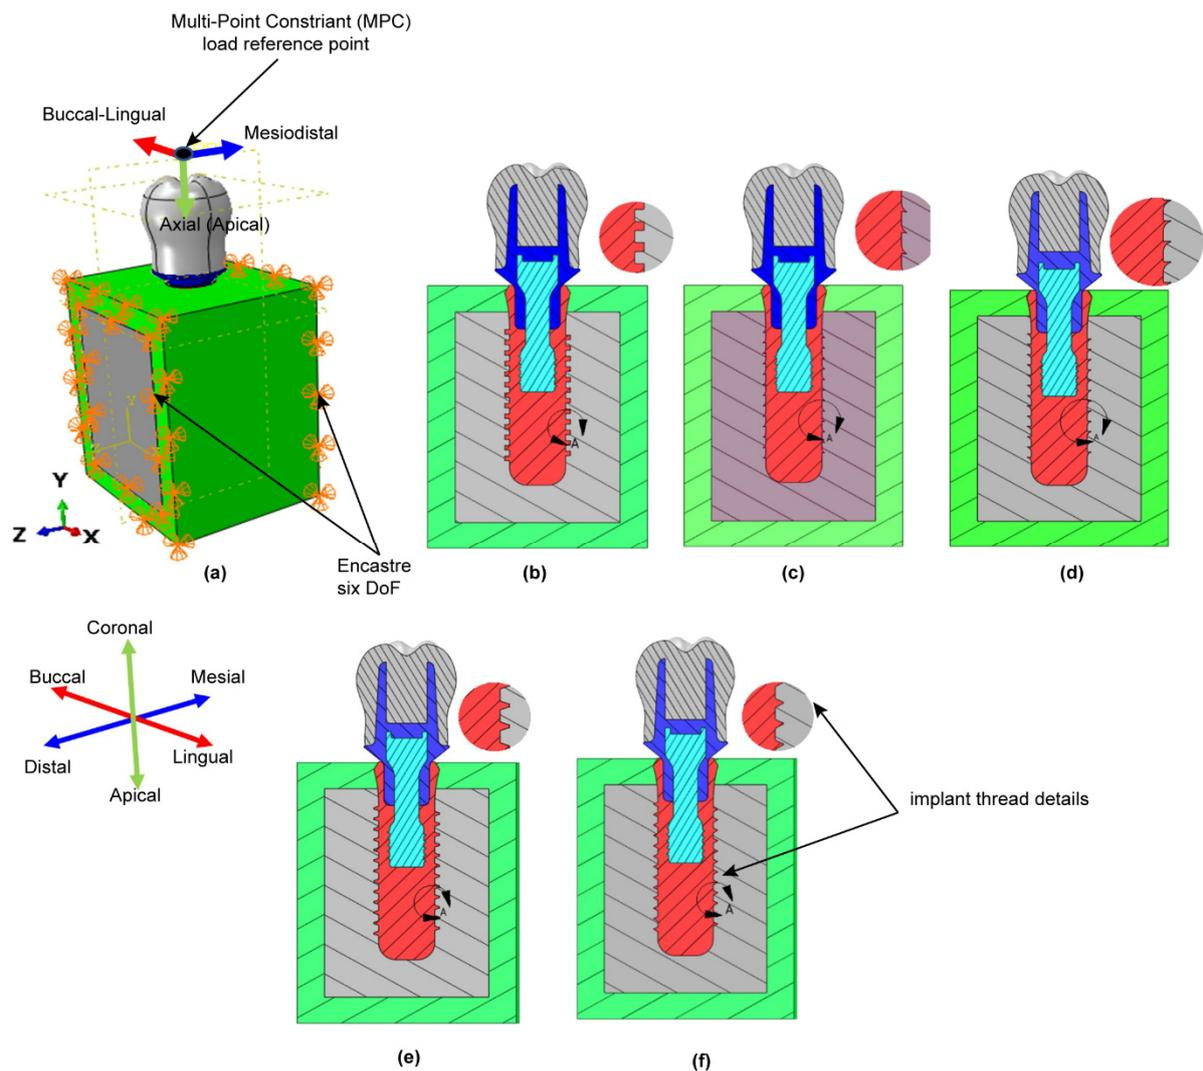 Multi-Point Constriant (MPC)
load reference point
Buccal-Lingual
Mesiodistal
Axial (Apical)
Y
Y
Z
X
Encastre
six DoF
A
A
A
(a)
(b)
(c)
(d)
Coronal
Buccal
Mesial
Distal
Lingual
Apical
implant thread details
A
A
(e)
(f)